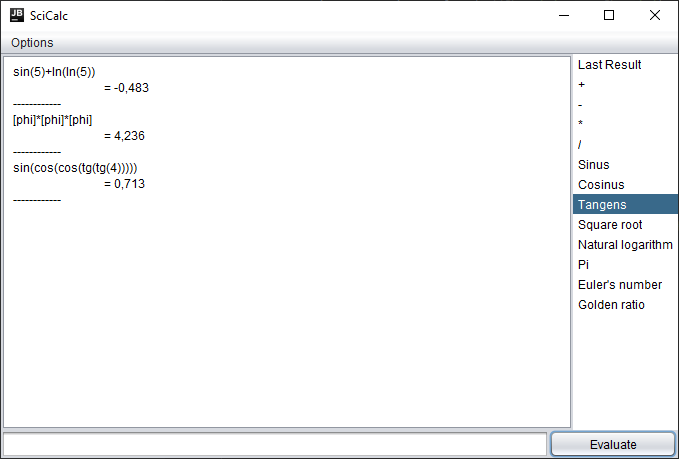 JB
SciCalc
Options
sin(5)+ln(ln(5))
= -0,483
------------
[phi]*[phi]*[phi]
= 4,236
------------
sin(cos(cos(tg(tg(4)))))
= 0,713
------------
Last Result
+
-
*
/
Sinus
Cosinus
Tangens
Square root
Natural logarithm
Pi
Euler's number
Golden ratio
Evaluate